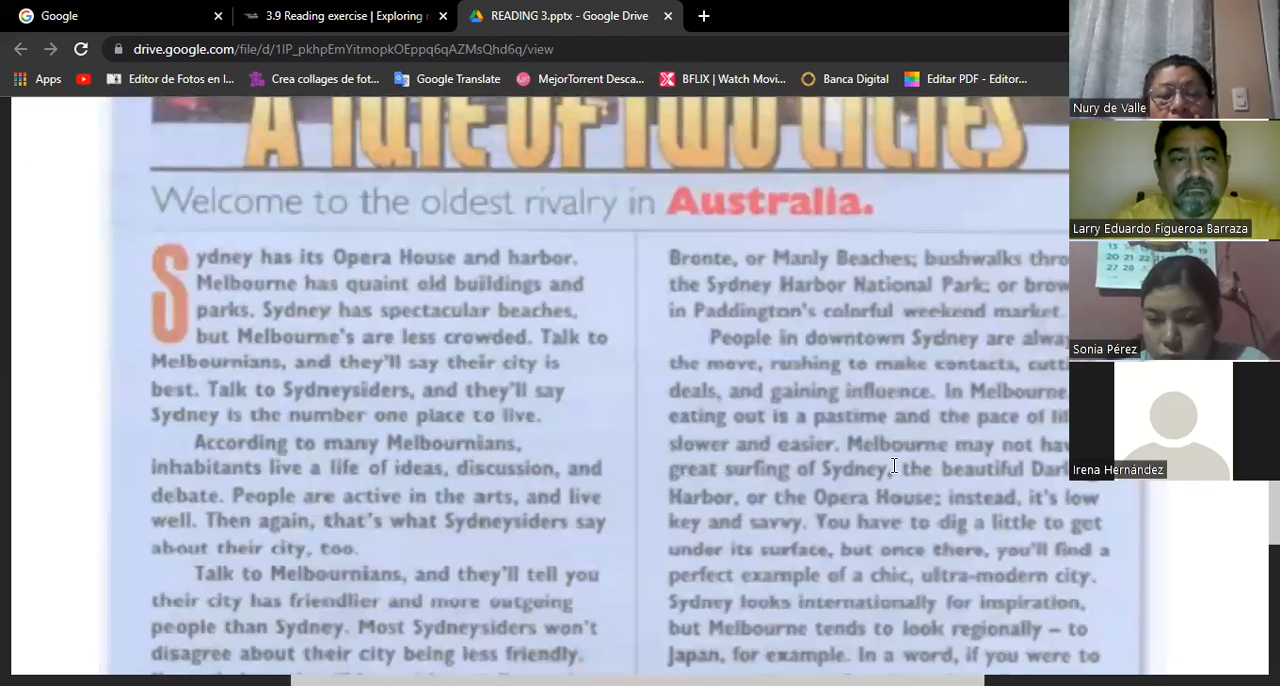 Google
3.9 Reading exercise | Exploring r
READING 3.pptx - Google Drive
drive.google.com/file/d/1IP_pkhpEmYitmopkOEppq6qAZMsQhd6q/view
Apps
Editor de Fotos en l...
Crea collages de fot...
Google Translate
MejorTorrent Desca...
BFLIX | Watch Movi...
Banca Digital
Editar PDF - Editor...
A Tale of Two Cities
Welcome to the oldest rivalry in Australia.
Sydney has its Opera House and harbor.
Melbourne has quaint old buildings and
parks. Sydney has spectacular beaches,
but Melbourne's are less crowded. Talk to
Melbournians, and they'll say their city is
best. Talk to Sydneysiders, and they'll say
Sydney is the number one place to live.
According to many Melbournians,
inhabitants live a life of ideas, discussion, and
debate. People are active in the arts, and live
well. Then again, that's what Sydneysiders say
about their city, too.
Talk to Melbournians, and they'll tell you
their city has friendlier and more outgoing
people than Sydney. Most Sydneysiders won't
disagree about their city being less friendly.
Bronte, or Manly Beaches; bushwalks thro
the Sydney Harbor National Park; or brow
in Paddington's colorful weekend market.
People in downtown Sydney are alwa
the move, rushing to make contacts, cutt
deals, and gaining influence. In Melbourne
eating out is a pastime and the pace of li
slower and easier. Melbourne may not hav
great surfing of Sydney, the beautiful Darl
Harbor, or the Opera House; instead, it's low
key and savvy. You have to dig a little to get
under its surface, but once there, you'll find a
perfect example of a chic, ultra-modern city.
Sydney looks internationally for inspiration,
but Melbourne tends to look regionally – to
Japan, for example. In a word, if you were to
Nury de Valle
Larry Eduardo Figueroa Barraza
13 14
20 21 22
27 28
Sonia Pérez
Irena Hernández